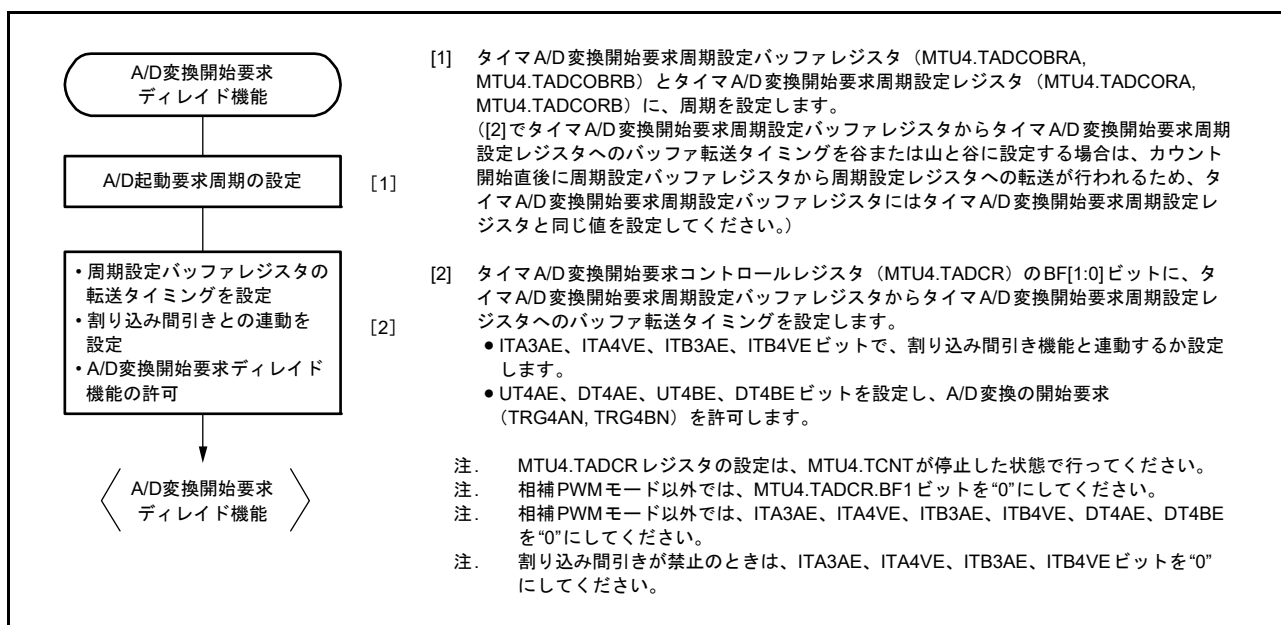 A/D変換開始要求
ディレイド機能
A/D起動要求周期の設定
[1]
• 周期設定バッファレジスタの
転送タイミングを設定
• 割り込み間引きとの連動を
設定
• A/D変換開始要求ディレイド
機能の許可
[2]
A/D変換開始要求
ディレイド機能
[1] タイマA/D変換開始要求周期設定バッファレジスタ（MTU4.TADCOBRA,
MTU4.TADCOBRB）とタイマA/D変換開始要求周期設定レジスタ（MTU4.TADCORA,
MTU4.TADCORB）に、周期を設定します。
（[2]でタイマA/D変換開始要求周期設定バッファレジスタからタイマA/D変換開始要求周期
設定レジスタへのバッファ転送タイミングを谷または山と谷に設定する場合は、カウント
開始直後に周期設定バッファレジスタから周期設定レジスタへの転送が行われるため、タ
イマA/D変換開始要求周期設定バッファレジスタにはタイマA/D変換開始要求周期設定レ
ジスタと同じ値を設定してください。）
[2] タイマA/D変換開始要求コントロールレジスタ（MTU4.TADCR）のBF[1:0]ビットに、タ
イマA/D変換開始要求周期設定バッファレジスタからタイマA/D変換開始要求周期設定レ
ジスタへのバッファ転送タイミングを設定します。
● ITA3AE、ITA4VE、ITB3AE、ITB4VEビットで、割り込み間引き機能と連動するか設定
します。
● UT4AE、DT4AE、UT4BE、DT4BEビットを設定し、A/D変換の開始要求
（TRG4AN, TRG4BN）を許可します。
注． MTU4.TADCRレジスタの設定は、MTU4.TCNTが停止した状態で行ってください。
注． 相補PWMモード以外では、MTU4.TADCR.BF1ビットを“0”にしてください。
注． 相補PWMモード以外では、ITA3AE、ITA4VE、ITB3AE、ITB4VE、DT4AE、DT4BE
を“0”にしてください。
注． 割り込み間引きが禁止のときは、ITA3AE、ITA4VE、ITB3AE、ITB4VEビットを“0”
にしてください。